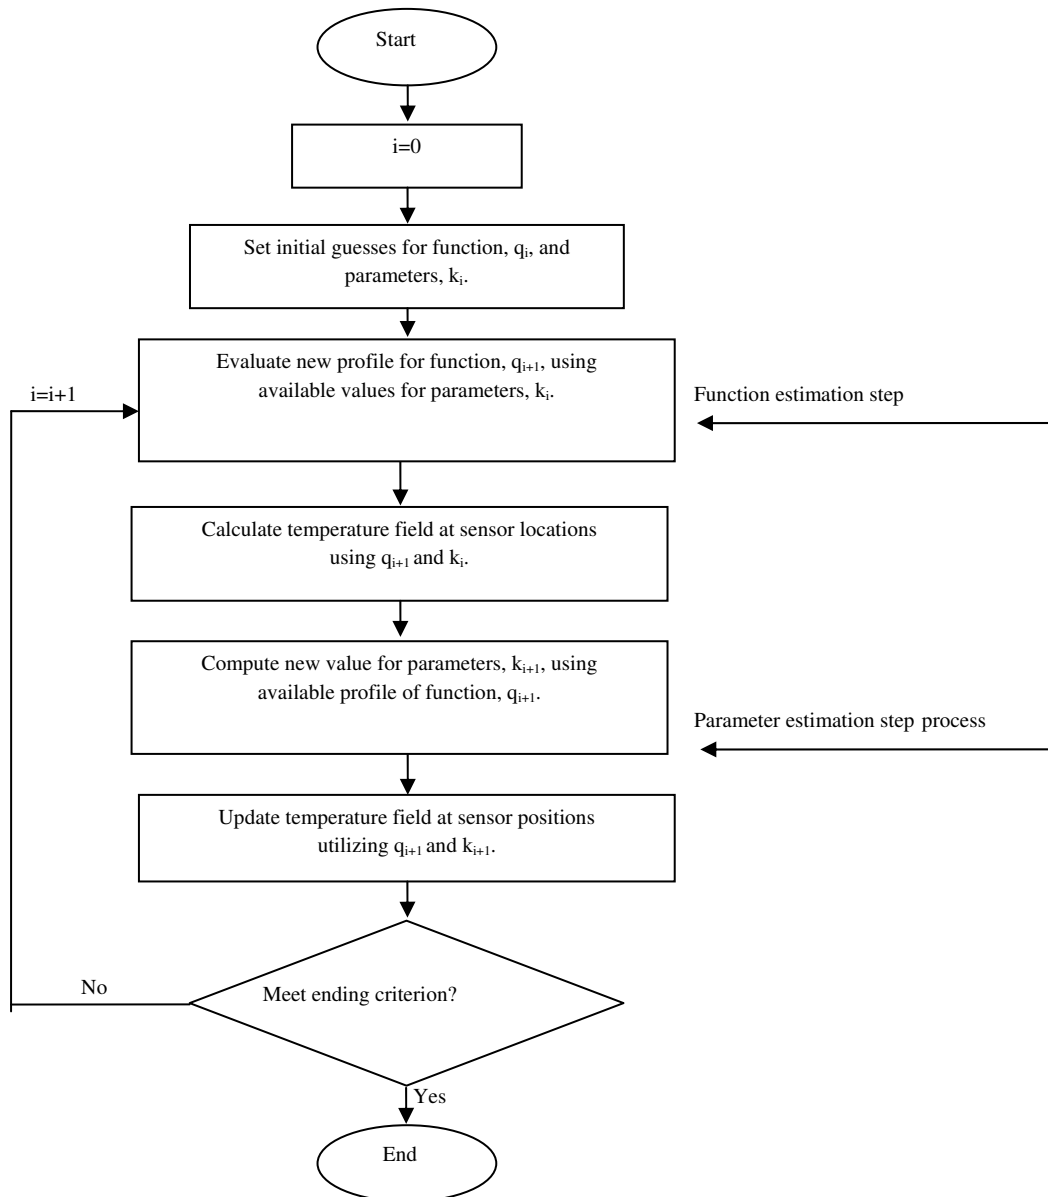 Start
i=0
Set initial guesses for function, qᵢ, and
parameters, kᵢ.
Evaluate new profile for function, qᵢ₊₁, using
available values for parameters, kᵢ.
i=i+1
Function estimation step
Calculate temperature field at sensor locations
using qᵢ₊₁ and kᵢ.
Compute new value for parameters, kᵢ₊₁, using
available profile of function, qᵢ₊₁.
Parameter estimation step process
Update temperature field at sensor positions
utilizing qᵢ₊₁ and kᵢ₊₁.
Meet ending criterion?
No
Yes
End